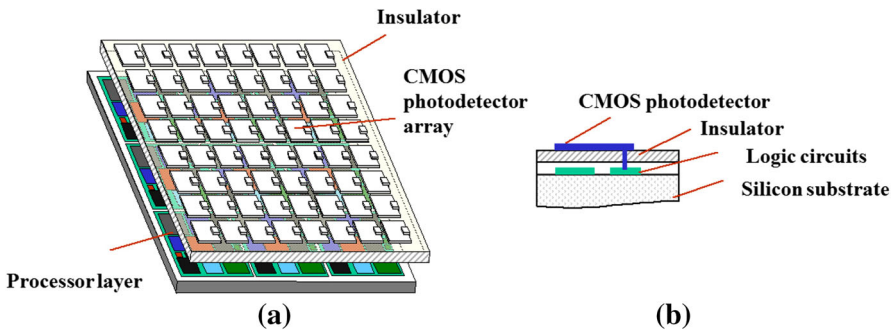 Insulator
CMOS
photodetector
array
Processor layer
(a)
CMOS photodetector
Insulator
Logic circuits
Silicon substrate
(b)